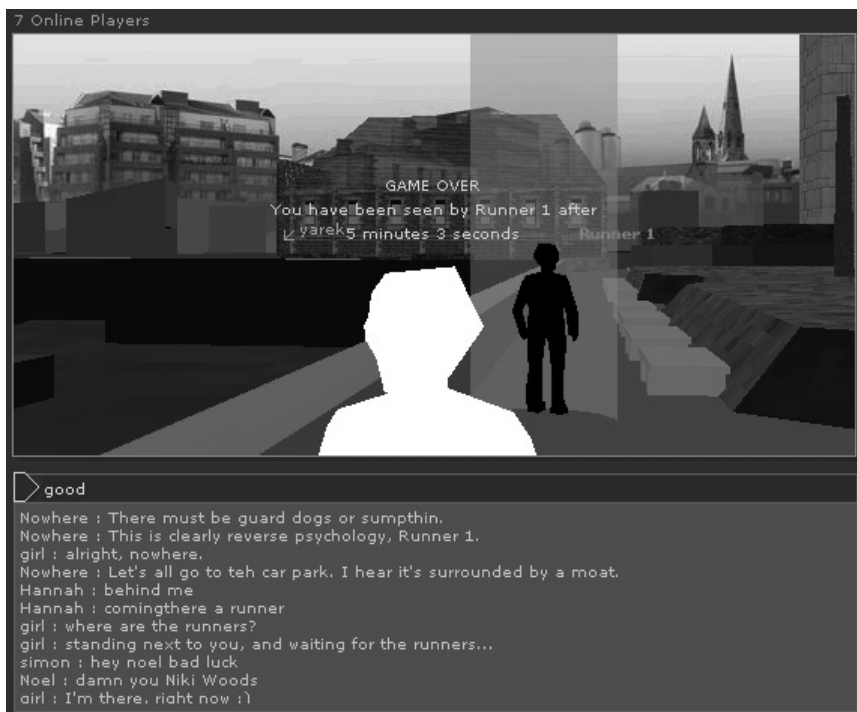 7 Online Players
GAME OVER
You have been seen by Runner 1 after
yarek 5 minutes 3 seconds Runner 1
good
Nowhere : There must be guard dogs or sumpthin.
Nowhere : This is clearly reverse psychology, Runner 1.
girl : alright, nowhere.
Nowhere : Let's all go to teh car park. I hear it's surrounded by a moat.
Hannah : behind me
Hannah : comingthere a runner
girl : where are the runners?
girl : standing next to you, and waiting for the runners...
simon : hey noel bad luck
Noel : damn you Niki Woods
girl : I'm there, right now :)